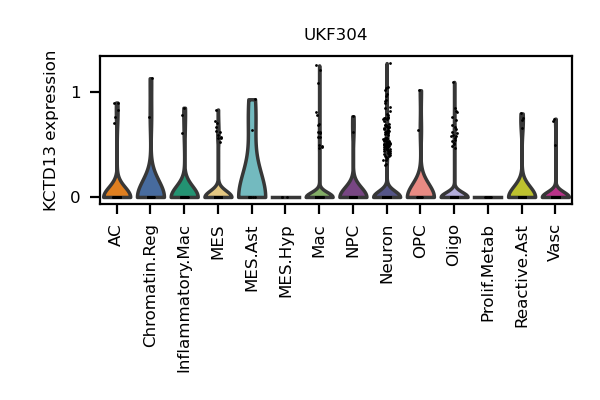 UKF304
KCTD13 expression
1
0
AC
Chromatin.Reg
Inflammatory.Mac
MES
MES.Ast
MES.Hyp
Mac
NPC
Neuron
OPC
Oligo
Prolif.Metab
Reactive.Ast
Vasc